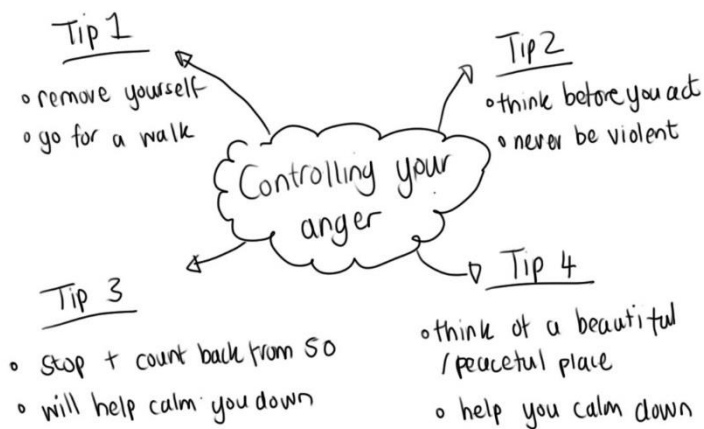 Tip 1
• remove yourself
• go for a walk
Tip 2
• think before you act
• never be violent
Controlling your
anger
Tip 3
• stop + count back from 50
• will help calm you down
Tip 4
• think of a beautiful
/peaceful place
• help you calm down